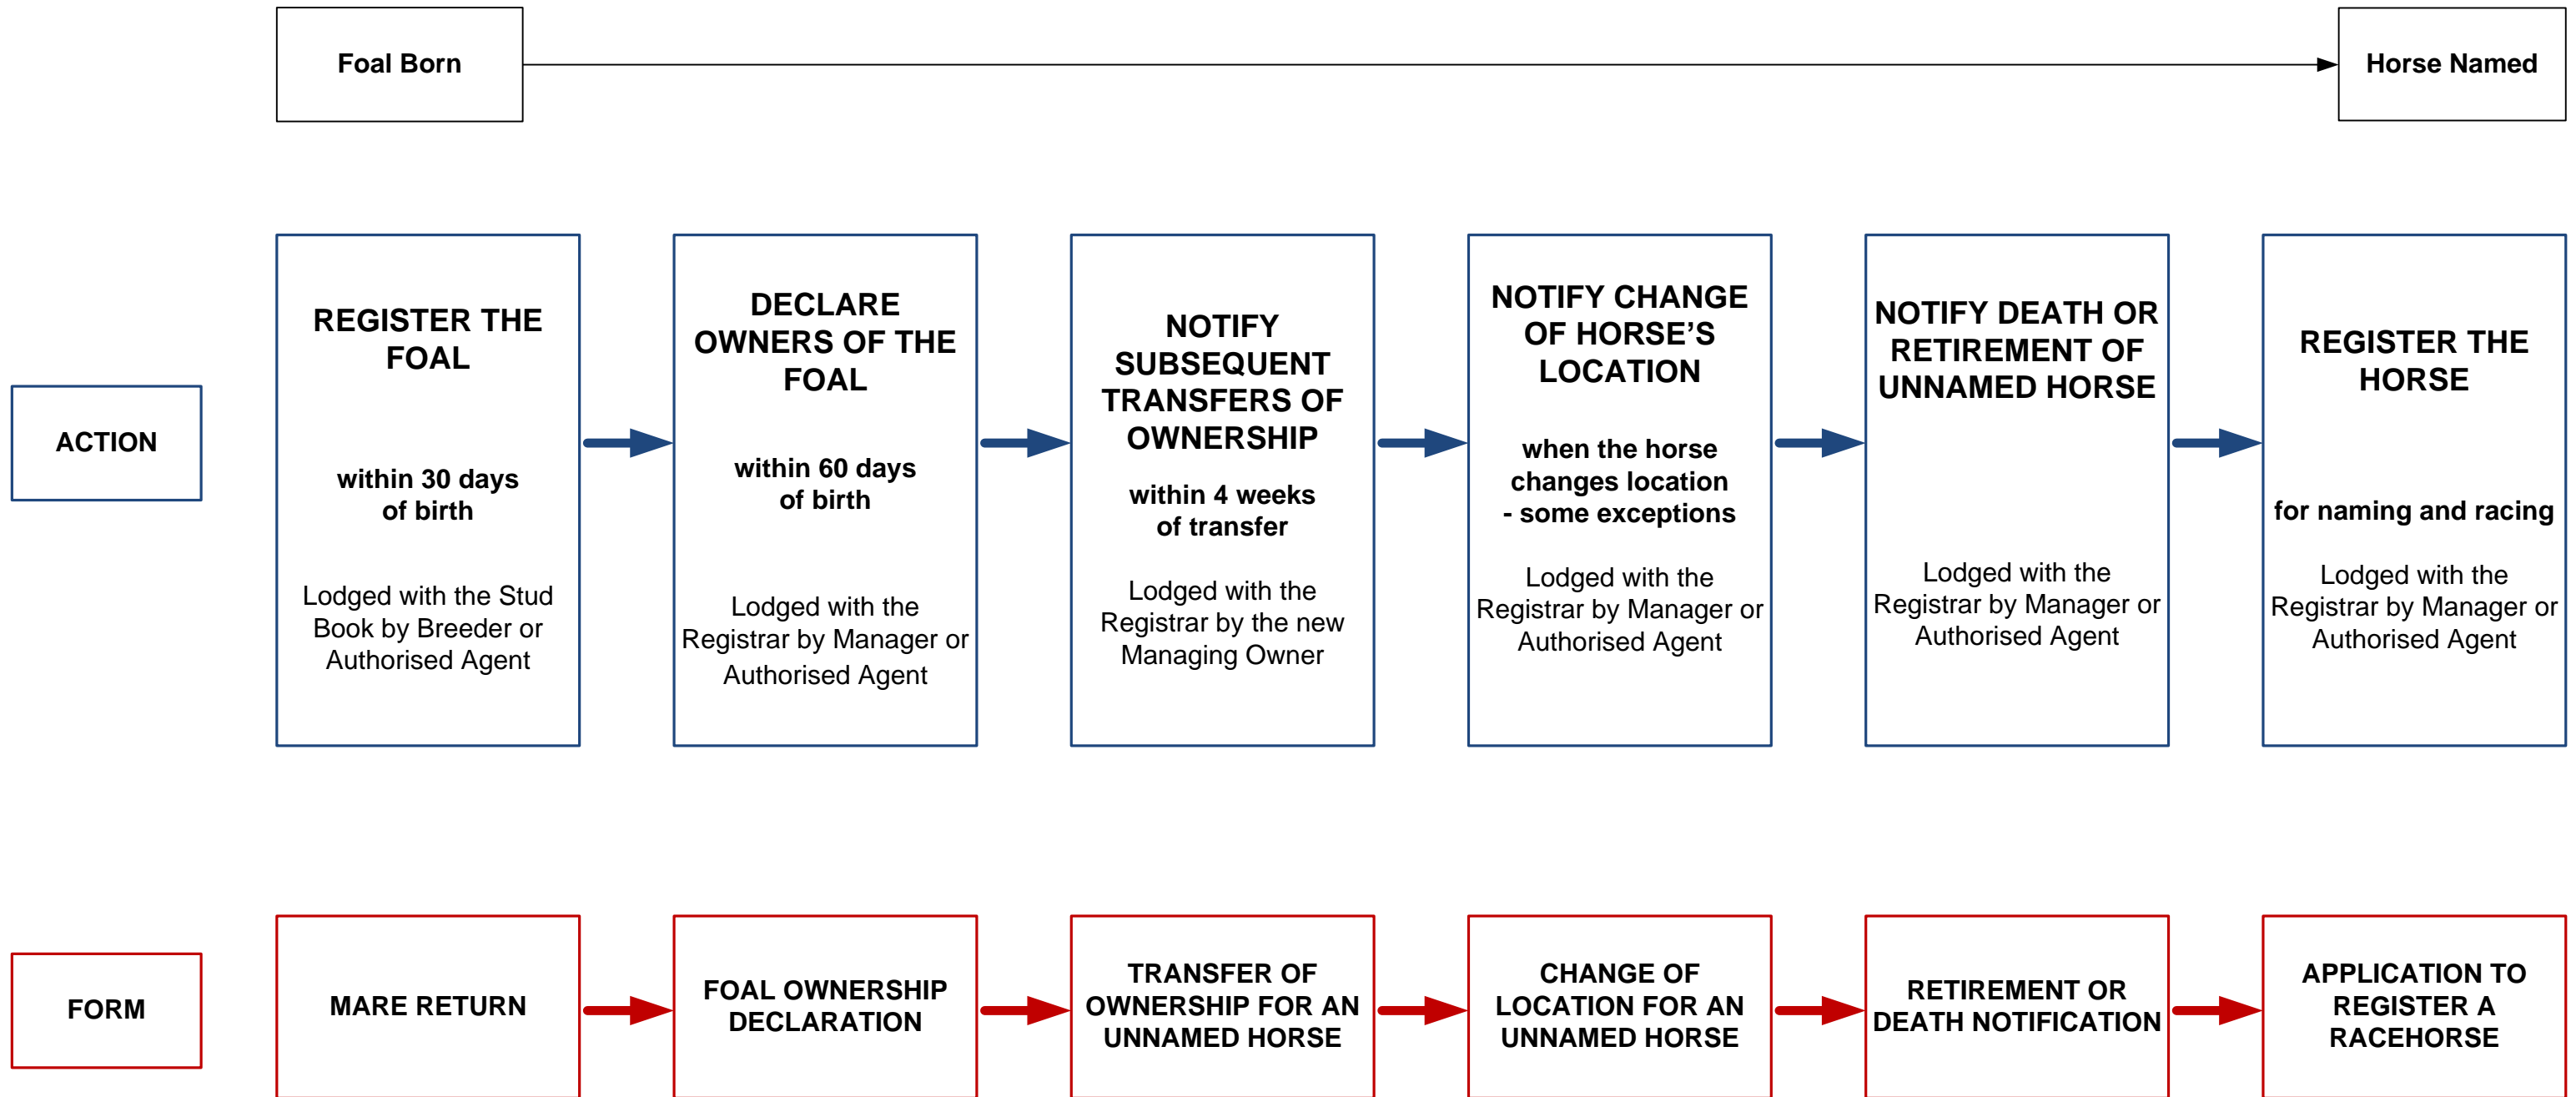 Foal Born
Horse Named
ACTION
REGISTER THE
FOAL
within 30 days
of birth
Lodged with the Stud
Book by Breeder or
Authorised Agent
DECLARE
OWNERS OF THE
FOAL
within 60 days
of birth
Lodged with the
Registrar by Manager or
Authorised Agent
NOTIFY
SUBSEQUENT
TRANSFERS OF
OWNERSHIP
within 4 weeks
of transfer
Lodged with the
Registrar by the new
Managing Owner
NOTIFY CHANGE
OF HORSE’S
LOCATION
when the horse
changes location
- some exceptions
Lodged with the
Registrar by Manager or
Authorised Agent
NOTIFY DEATH OR
RETIREMENT OF
UNNAMED HORSE
Lodged with the
Registrar by Manager or
Authorised Agent
REGISTER THE
HORSE
for naming and racing
Lodged with the
Registrar by Manager or
Authorised Agent
FORM
MARE RETURN
FOAL OWNERSHIP
DECLARATION
TRANSFER OF
OWNERSHIP FOR AN
UNNAMED HORSE
CHANGE OF
LOCATION FOR AN
UNNAMED HORSE
RETIREMENT OR
DEATH NOTIFICATION
APPLICATION TO
REGISTER A
RACEHORSE